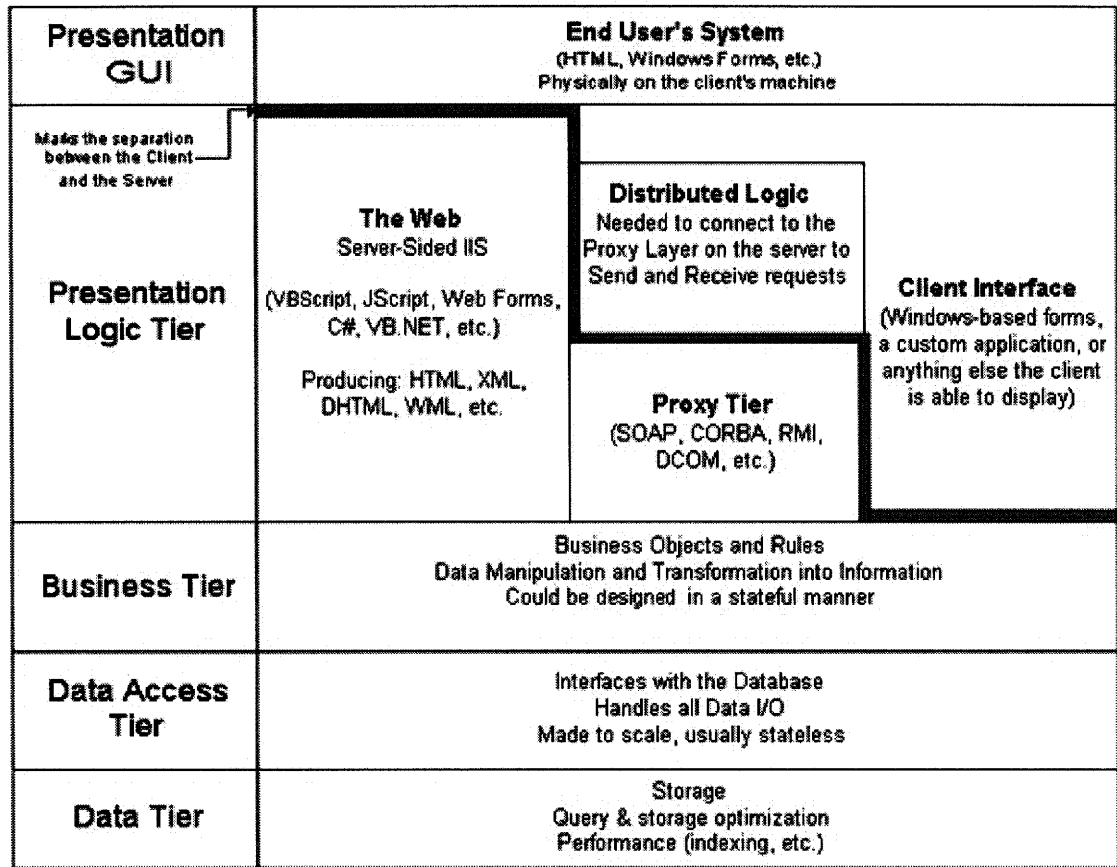 Presentation
GUI
End User's System
(HTML, Windows Forms, etc.)
Physically on the client's machine
Marks the separation
between the Client
and the Server
Presentation
Logic Tier
The Web
Server-Sided IIS
(VBScript, JScript, Web Forms,
C#, VB.NET, etc.)
Producing: HTML, XML,
DHTML, WML, etc.
Distributed Logic
Needed to connect to the
Proxy Layer on the server to
Send and Receive requests
Proxy Tier
(SOAP, CORBA, RMI,
DCOM, etc.)
Client Interface
(Windows-based forms,
a custom application, or
anything else the client
is able to display)
Business Tier
Business Objects and Rules
Data Manipulation and Transformation into Information
Could be designed in a stateful manner
Data Access
Tier
Interfaces with the Database
Handles all Data I/O
Made to scale, usually stateless
Data Tier
Storage
Query & storage optimization
Performance (indexing, etc.)